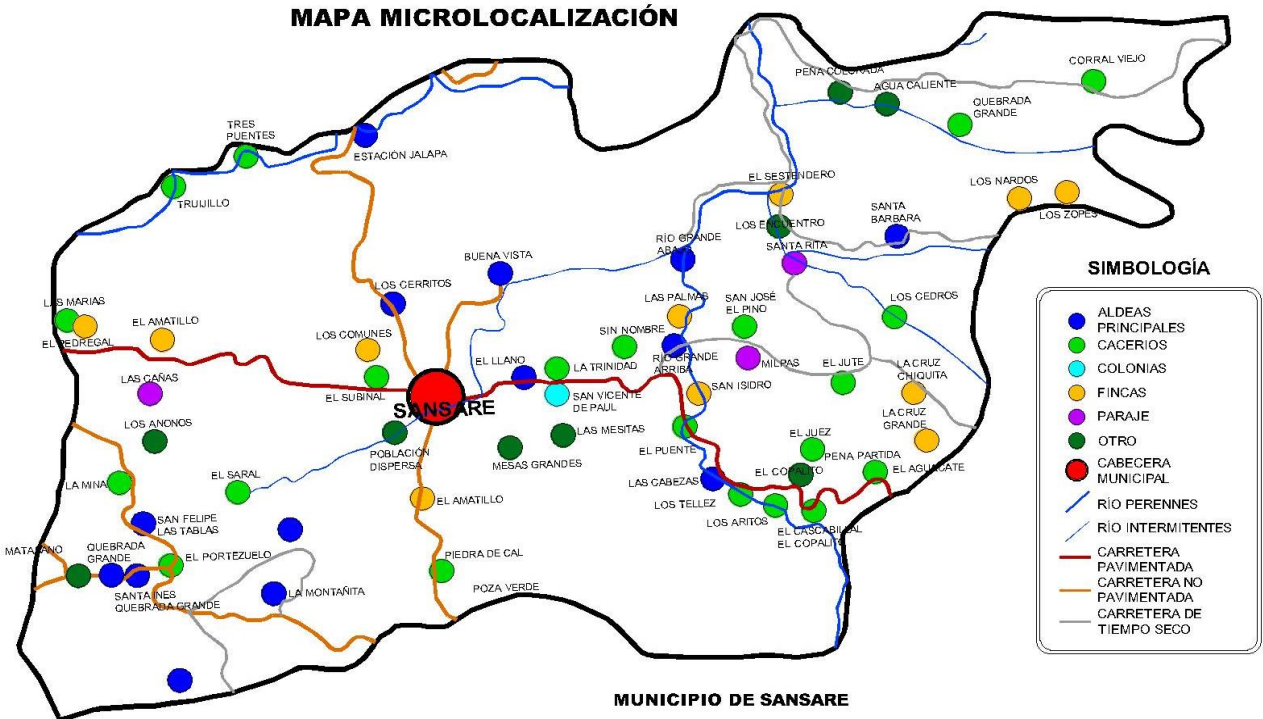 MAPA MICROLOCALIZACIÓN
PEÑA COLORADA
AGUA CALIENTE
CORRAL VIEJO
QUEBRADA
GRANDE
TRES
PUENTES
ESTACIÓN JALAPA
TRUJILLO
EL SESTENDERO
LOS NARDOS
LOS ZOPES
LOS ENCUENTRO
SANTA
BARBARA
SANTA RITA
RÍO GRANDE
ABAJO
BUENA VISTA
LOS CERRITOS
LAS MARIAS
EL PEDREGAL
EL AMATILLO
LOS COMUNES
LAS PALMAS
SAN JOSÉ
EL PINO
LOS CEDROS
SIN NOMBRE
RÍO GRANDE
ARRIBA
MILPAS
EL JUTE
LA CRUZ
CHIQUITA
EL LLANO
LA TRINIDAD
LAS CAÑAS
EL SUBINAL
SANSARE
SAN VICENTE
DE PAUL
SAN ISIDRO
LA CRUZ
GRANDE
LOS ANONOS
POBLACIÓN
DISPERSA
LAS MESITAS
MESAS GRANDES
EL PUENTE
EL JUEZ
PENA PARTIDA
EL COPALITO
EL AGUACATE
LA MINA
EL SARAL
EL AMATILLO
LAS CABEZAS
LOS TELLEZ
LOS ARITOS
EL CASCABILLAL
EL COPALITO
SAN FELIPE
LAS TABLAS
QUEBRADA
GRANDE
EL PORTEZUELO
SANTA INES
QUEBRADA GRANDE
LA MONTAÑITA
PIEDRA DE CAL
POZA VERDE
SIMBOLOGÍA
ALDEAS
PRINCIPALES
CACERIOS
COLONIAS
FINCAS
PARAJE
OTRO
CABECERA
MUNICIPAL
RÍO PERENNES
RÍO INTERMITENTES
CARRETERA
PAVIMENTADA
CARRETERA NO
PAVIMENTADA
CARRETERA DE
TIEMPO SECO
MUNICIPIO DE SANSARE